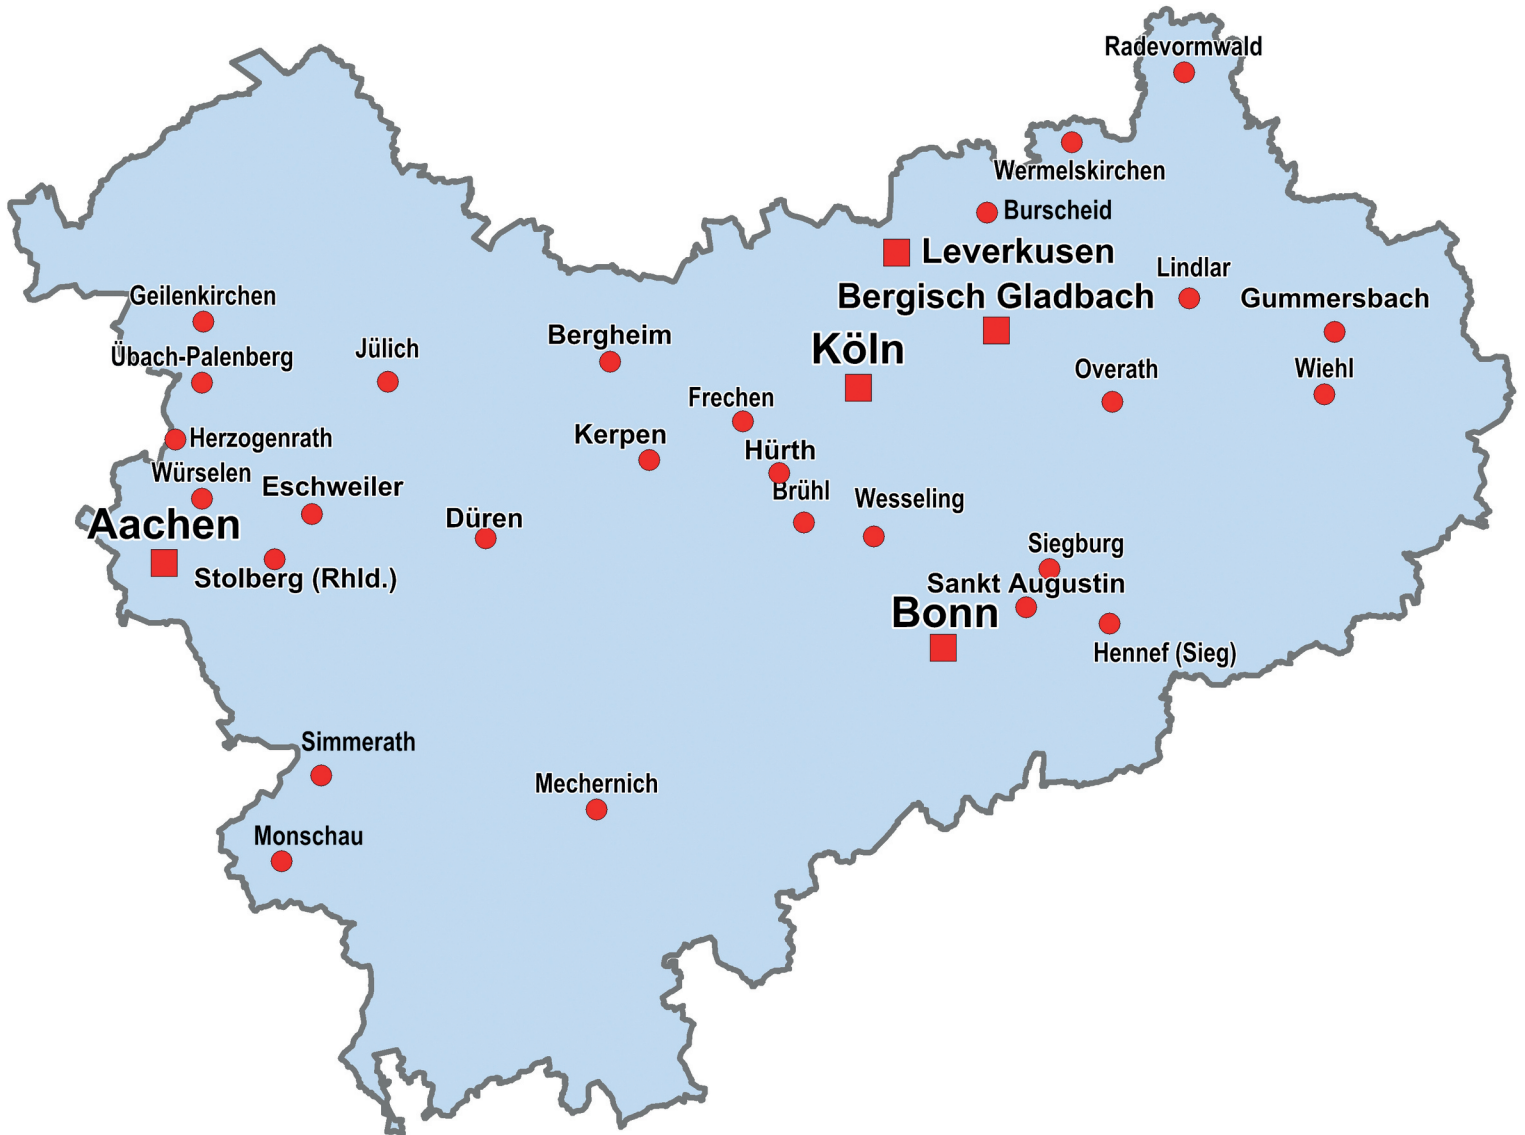 Radevormwald
Wermelskirchen
Burscheid
Leverkusen
Lindlar
Geilenkirchen
Bergisch Gladbach
Gummersbach
Bergheim
Jülich
Köln
Übach-Palenberg
Overath
Wiehl
Frechen
Kerpen
Herzogenrath
Hürth
Würselen
Eschweiler
Brühl
Wesseling
Aachen
Düren
Siegburg
Stolberg (Rhld.)
Sankt Augustin
Bonn
Hennef (Sieg)
Simmerath
Mechernich
Monschau